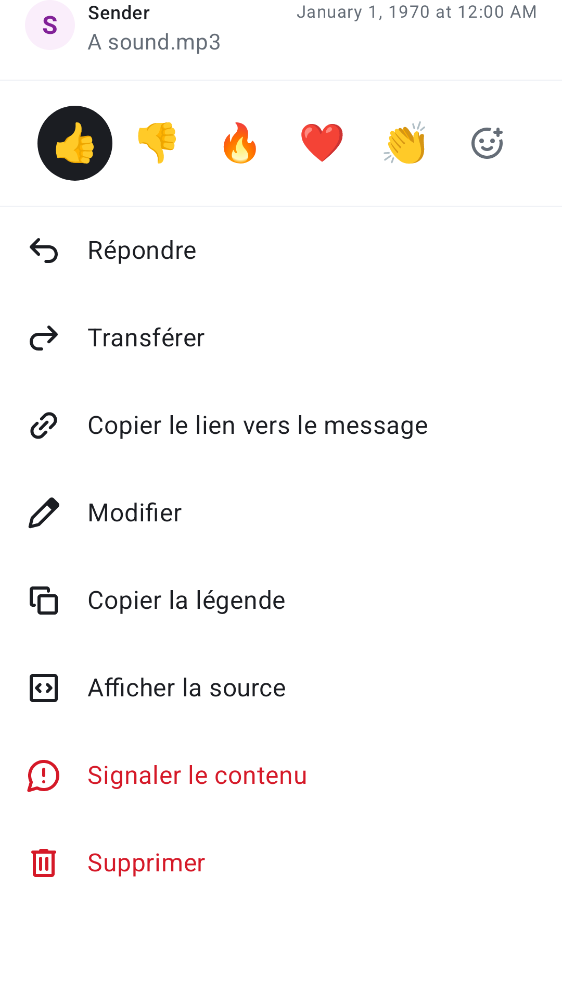 S
Sender
January 1, 1970 at 12:00 AM
A sound.mp3
Répondre
Transférer
Copier le lien vers le message
Modifier
Copier la légende
Afficher la source
Signaler le contenu
Supprimer